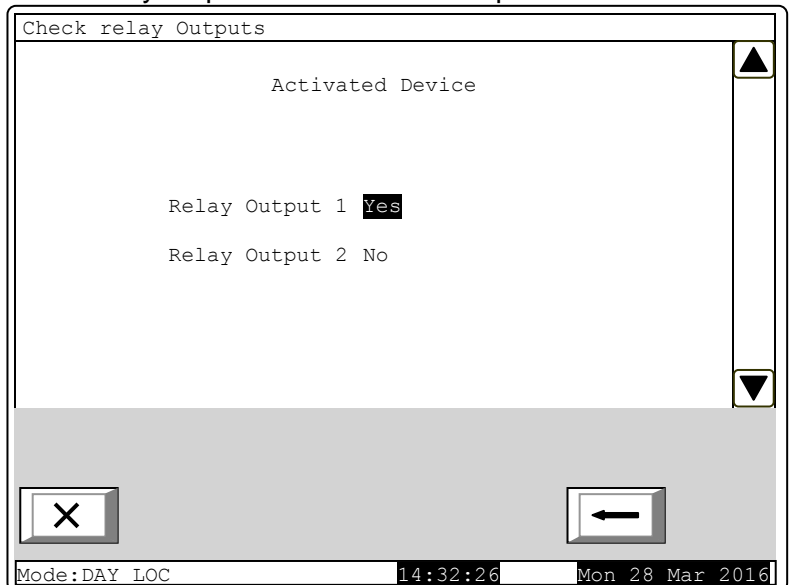 Check relay Outputs
Activated Device
Relay Output 1 Yes
Relay Output 2 No
Mode:DAY LOC 14:32:26 Mon 28 Mar 2016